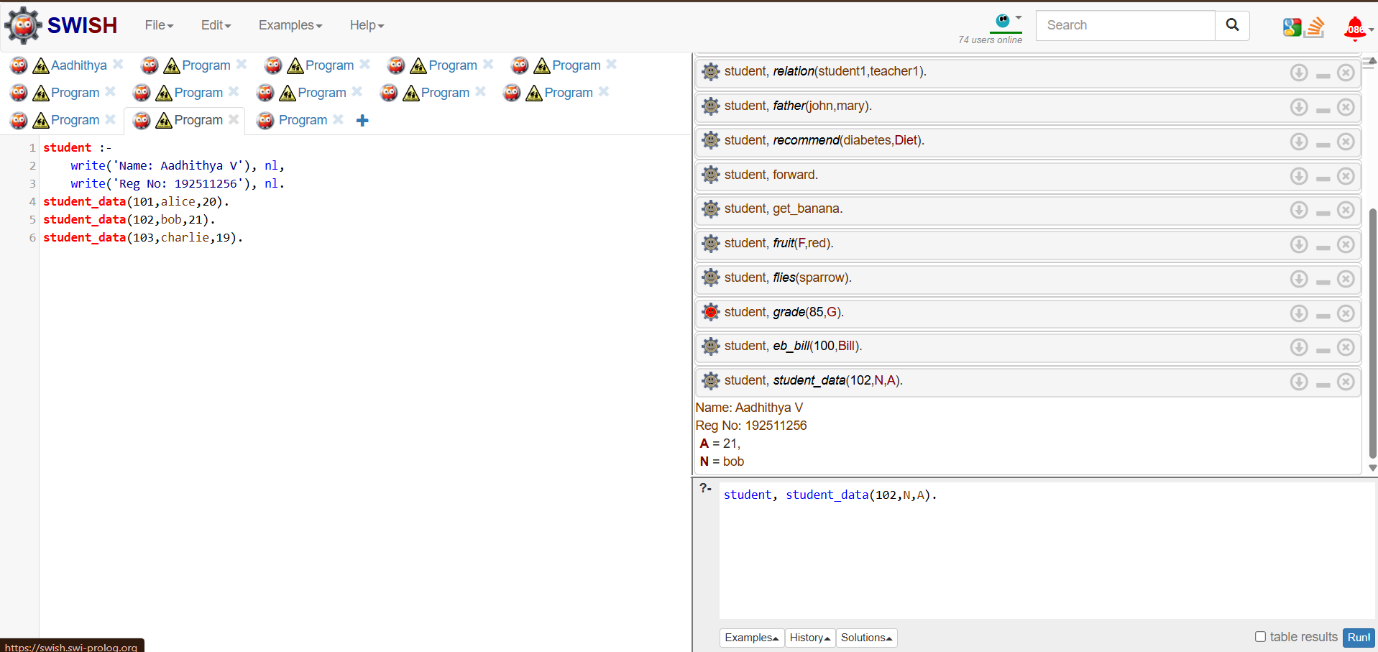 SWISH File Edit Examples Help 74 users online Search
Aadhithya Program Program Program Program
Program Program Program Program Program
Program Program Program
1 student :-
2 write('Name: Aadhithya V'), nl,
3 write('Reg No: 192511256'), nl.
4 student_data(101,alice,20).
5 student_data(102,bob,21).
6 student_data(103,charlie,19).
student, relation(student1,teacher1).
student, father(john,mary).
student, recommend(diabetes,Diet).
student, forward.
student, get_banana.
student, fruit(F,red).
student, flies(sparrow).
student, grade(85,G).
student, eb_bill(100,Bill).
student, student_data(102,N,A).
Name: Aadhithya V
Reg No: 192511256
A = 21,
N = bob
?- student, student_data(102,N,A).
Examples History Solutions table results Run!
https://swish.swi-prolog.org